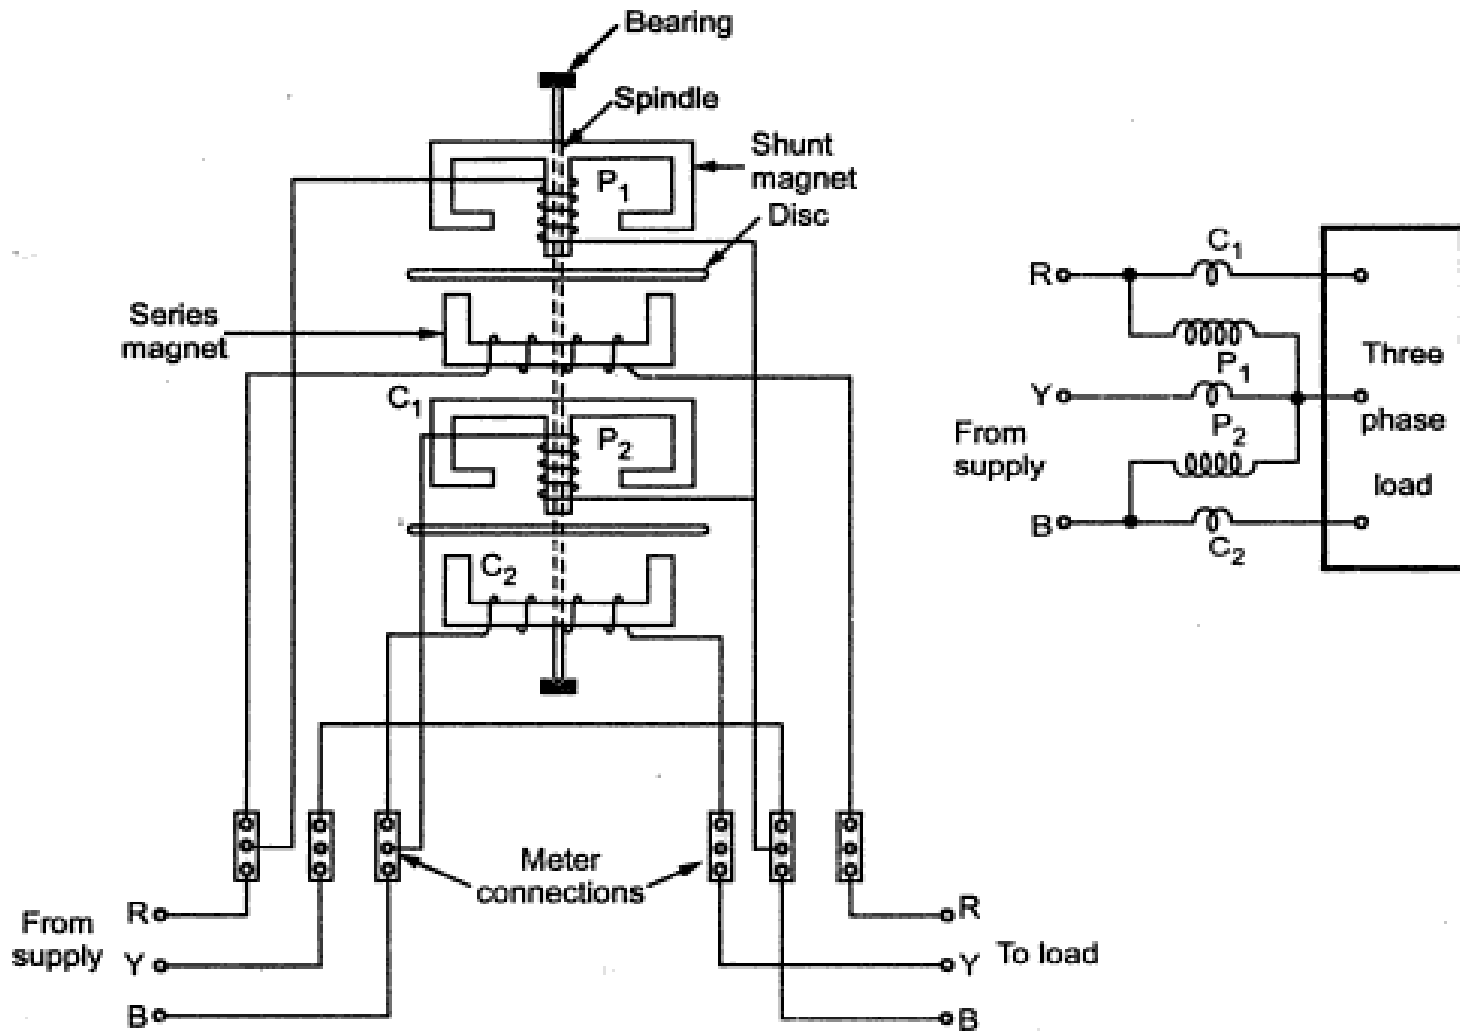 Bearing
Spindle
Shunt
magnet
P1
Disc
Series
magnet
C1
P2
C2
Meter
connections
From
supply
R
Y
B
R
Y
B
To load
C1
R
P1
Three
Y
P2
phase
From
supply
load
B
C2